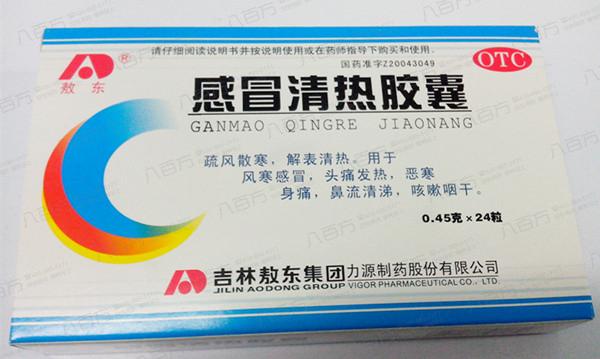 请仔细阅读说明书并按说明使用或在药师指导下购买和使用.
国药准字Z20043049
OTC
敖东®
感冒清热胶囊
GANMAO QINGRE JIAONANG
疏风散寒，解表清热。用于
风寒感冒，头痛发热，恶寒
身痛，鼻流清涕，咳嗽咽干。
0.45克×24粒
吉林敖东集团力源制药股份有限公司
JILIN AODONG GROUP VIGOR PHARMACEUTICAL CO., LTD.
八百方